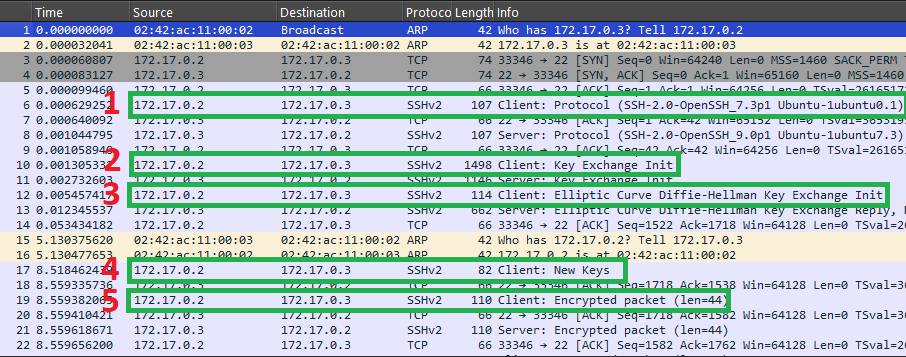 Time Source Destination Protoco Length Info
1 0.000000000 02:42:ac:11:00:02 Broadcast ARP 42 Who has 172.17.0.3? Tell 172.17.0.2
2 0.000032041 02:42:ac:11:00:03 02:42:ac:11:00:02 ARP 42 172.17.0.3 is at 02:42:ac:11:00:03
3 0.000060807 172.17.0.2 172.17.0.3 TCP 74 33346 → 22 [SYN] Seq=0 Win=64240 Len=0 MSS=1460 SACK_PERM
4 0.000083127 172.17.0.3 172.17.0.2 TCP 74 22 → 33346 [SYN, ACK] Seq=0 Ack=1 Win=65160 Len=0 MSS=1460
5 0.000099460 172.17.0.2 172.17.0.3 TCP 66 33346 → 22 [ACK] Seq=1 Ack=1 Win=64256 Len=0 TSval=2616517
1
6 0.000629252 172.17.0.2 172.17.0.3 SSHv2 107 Client: Protocol (SSH-2.0-OpenSSH_7.3p1 Ubuntu-1ubuntu0.1)
7 0.000640092 172.17.0.3 172.17.0.2 TCP 66 22 → 33346 [ACK] Seq=1 Ack=42 Win=65152 Len=0
8 0.001044795 172.17.0.3 172.17.0.2 SSHv2 107 Server: Protocol (SSH-2.0-OpenSSH_9.0p1 Ubuntu-1ubuntu7.3)
9 172.17.0.2 172.17.0.3 TCP 66 33346 → 22 [ACK] Seq=42 Ack=42 Win=64256 Len=0
2
10 172.17.0.2 172.17.0.3 SSHv2 1498 Client: Key Exchange Init
11 0.002732603 172.17.0.3 172.17.0.2 SSHv2 1146 Server: Key Exchange Init
3
12 172.17.0.2 172.17.0.3 SSHv2 114 Client: Elliptic Curve Diffie-Hellman Key Exchange Init
13 0.012345537 172.17.0.3 172.17.0.2 SSHv2 662 Server: Elliptic Curve Diffie-Hellman Key Exchange Reply,
14 0.053434182 172.17.0.2 172.17.0.3 TCP 66 33346 → 22 [ACK] Seq=1522 Ack=1718 Win=64128 Len=0 TSval=26
15 5.130375620 02:42:ac:11:00:03 02:42:ac:11:00:02 ARP 42 Who has 172.17.0.2? Tell 172.17.0.3
16 5.130477653 02:42:ac:11:00:02 02:42:ac:11:00:03 ARP 42 172.17.0.2 is at 02:42:ac:11:00:02
4
17 172.17.0.2 172.17.0.3 SSHv2 82 Client: New Keys
18 8.559335736 172.17.0.3 172.17.0.2 TCP 66 22 → 33346 [ACK] Seq=1718 Ack=1538 Win=64128 Len=0 TSval=36
5
19 172.17.0.2 172.17.0.3 SSHv2 110 Client: Encrypted packet (len=44)
20 8.559410421 172.17.0.3 172.17.0.2 TCP 66 22 → 33346 [ACK] Seq=1718 Ack=1582 Win=64128 Len=0 TSval=36
21 8.559618671 172.17.0.3 172.17.0.2 SSHv2 110 Server: Encrypted packet (len=44)
22 8.559656200 172.17.0.2 172.17.0.3 TCP 66 33346 → 22 [ACK] Seq=1582 Ack=1762 Win=64128 Len=0 TSval=26